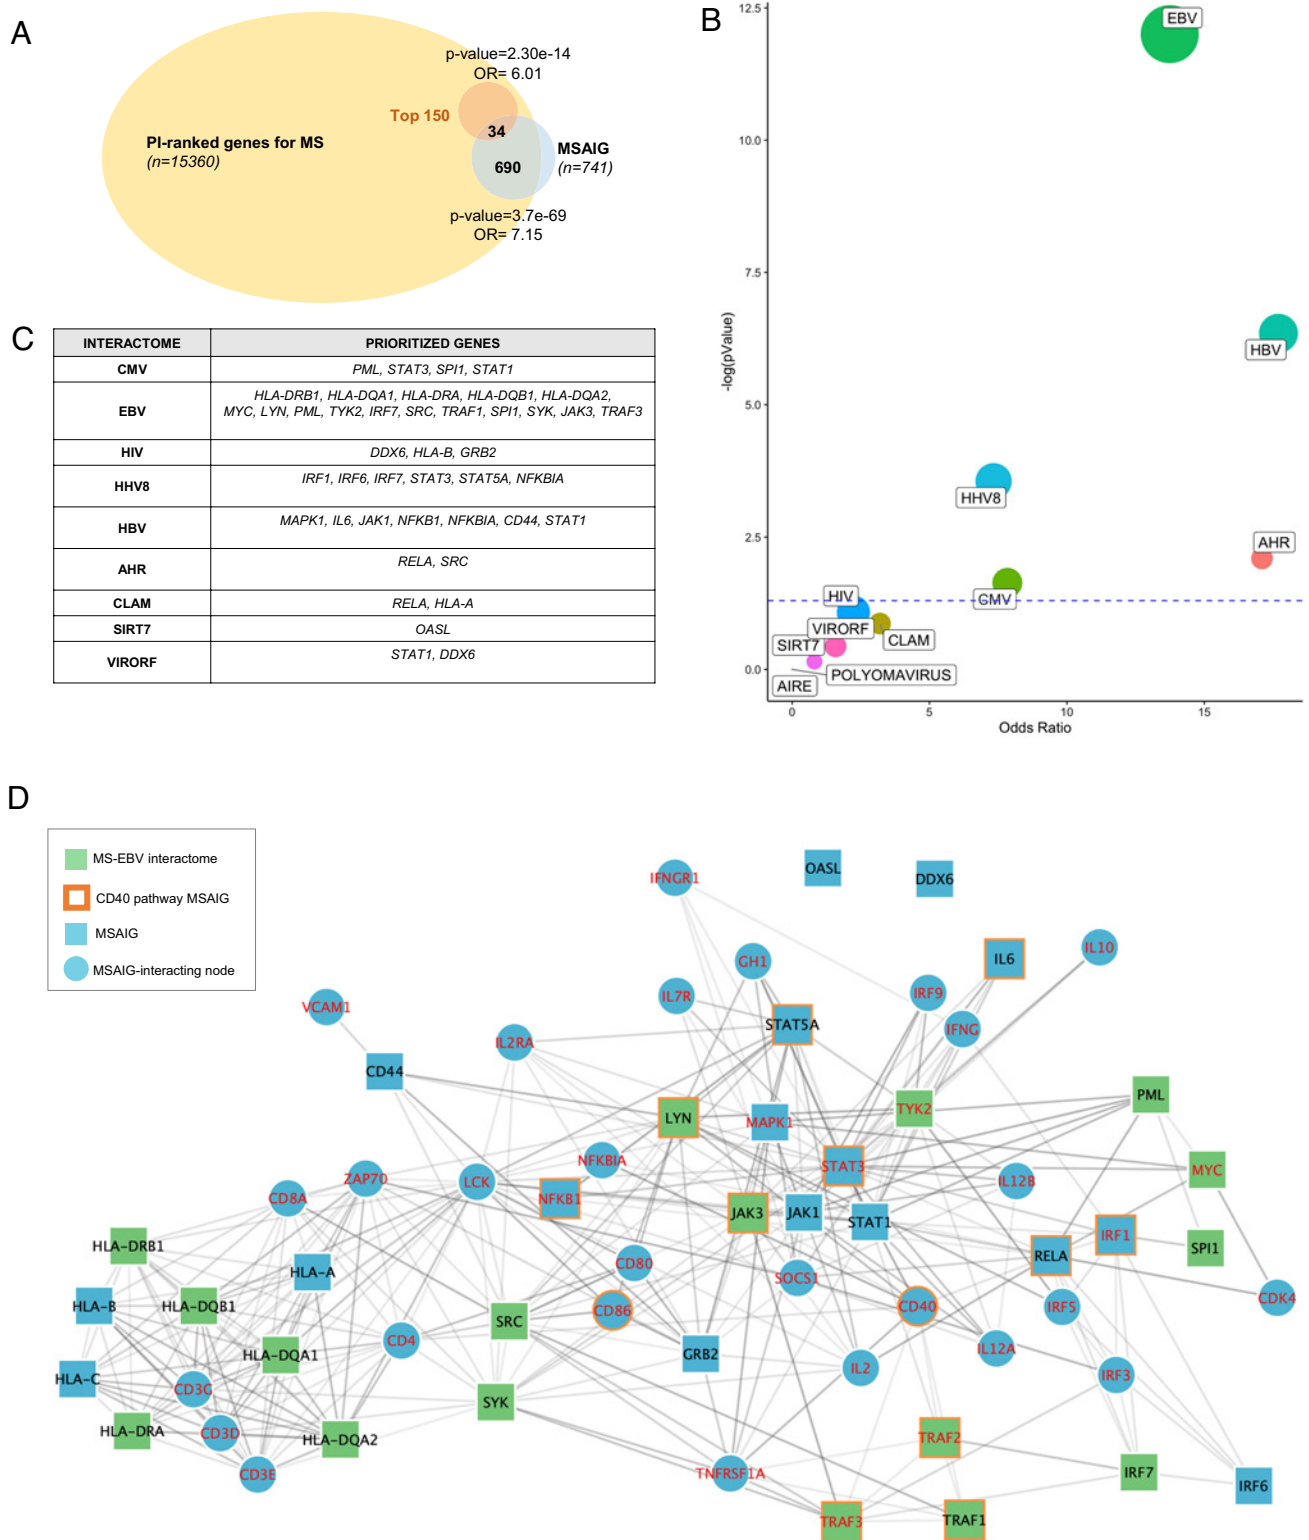 A
p-value=2.30e-14
OR= 6.01
Top 150
34
PI-ranked genes for MS
(n=15360)
MSAIG
(n=741)
690
p-value=3.7e-69
OR= 7.15
B
12.5
10.0
7.5
5.0
2.5
0.0
-log(pValue)
EBV
HBV
HHV8
AHR
CMV
HIV
VIRORF
CLAM
SIRT7
POLYOMAVIRUS
AIRE
0 5 10 15
Odds Ratio
C
INTERACTOME PRIORITIZED GENES
CMV PML, STAT3, SPI1, STAT1
EBV HLA-DRB1, HLA-DQA1, HLA-DRA, HLA-DQB1, HLA-DQA2,
MYC, LYN, PML, TYK2, IRF7, SRC, TRAF1, SPI1, SYK, JAK3, TRAF3
HIV DDX6, HLA-B, GRB2
HHV8 IRF1, IRF6, IRF7, STAT3, STAT5A, NFKBIA
HBV MAPK1, IL6, JAK1, NFKB1, NFKBIA, CD44, STAT1
AHR RELA, SRC
CLAM RELA, HLA-A
SIRT7 OASL
VIRORF STAT1, DDX6
D
MS-EBV interactome
CD40 pathway MSAIG
MSAIG
MSAIG-interacting node
IFNGR1
OASL
DDX6
GH1
IL6
IL10
IL7R
IRF9
VCAM1
STAT5A
IFNG
IL2RA
CD44
PML
LYN
MAPK1
TYK2
NFKBIA
STAT3
MYC
ZAP70
LCK
IL12B
CD8A
NFKB1
JAK3
JAK1
STAT1
IRF1
HLA-DRB1
RELA
SPI1
HLA-A
CD80
SOCS1
HLA-B
HLA-DQB1
CD86
CD40
IRF5
CDK4
SRC
CD4
HLA-DQA1
GRB2
IL12A
IL2
HLA-C
CD3G
IRF3
SYK
HLA-DRA
CD3D
HLA-DQA2
TRAF2
CD3E
TNFRSF1A
IRF7
IRF6
TRAF3
TRAF1